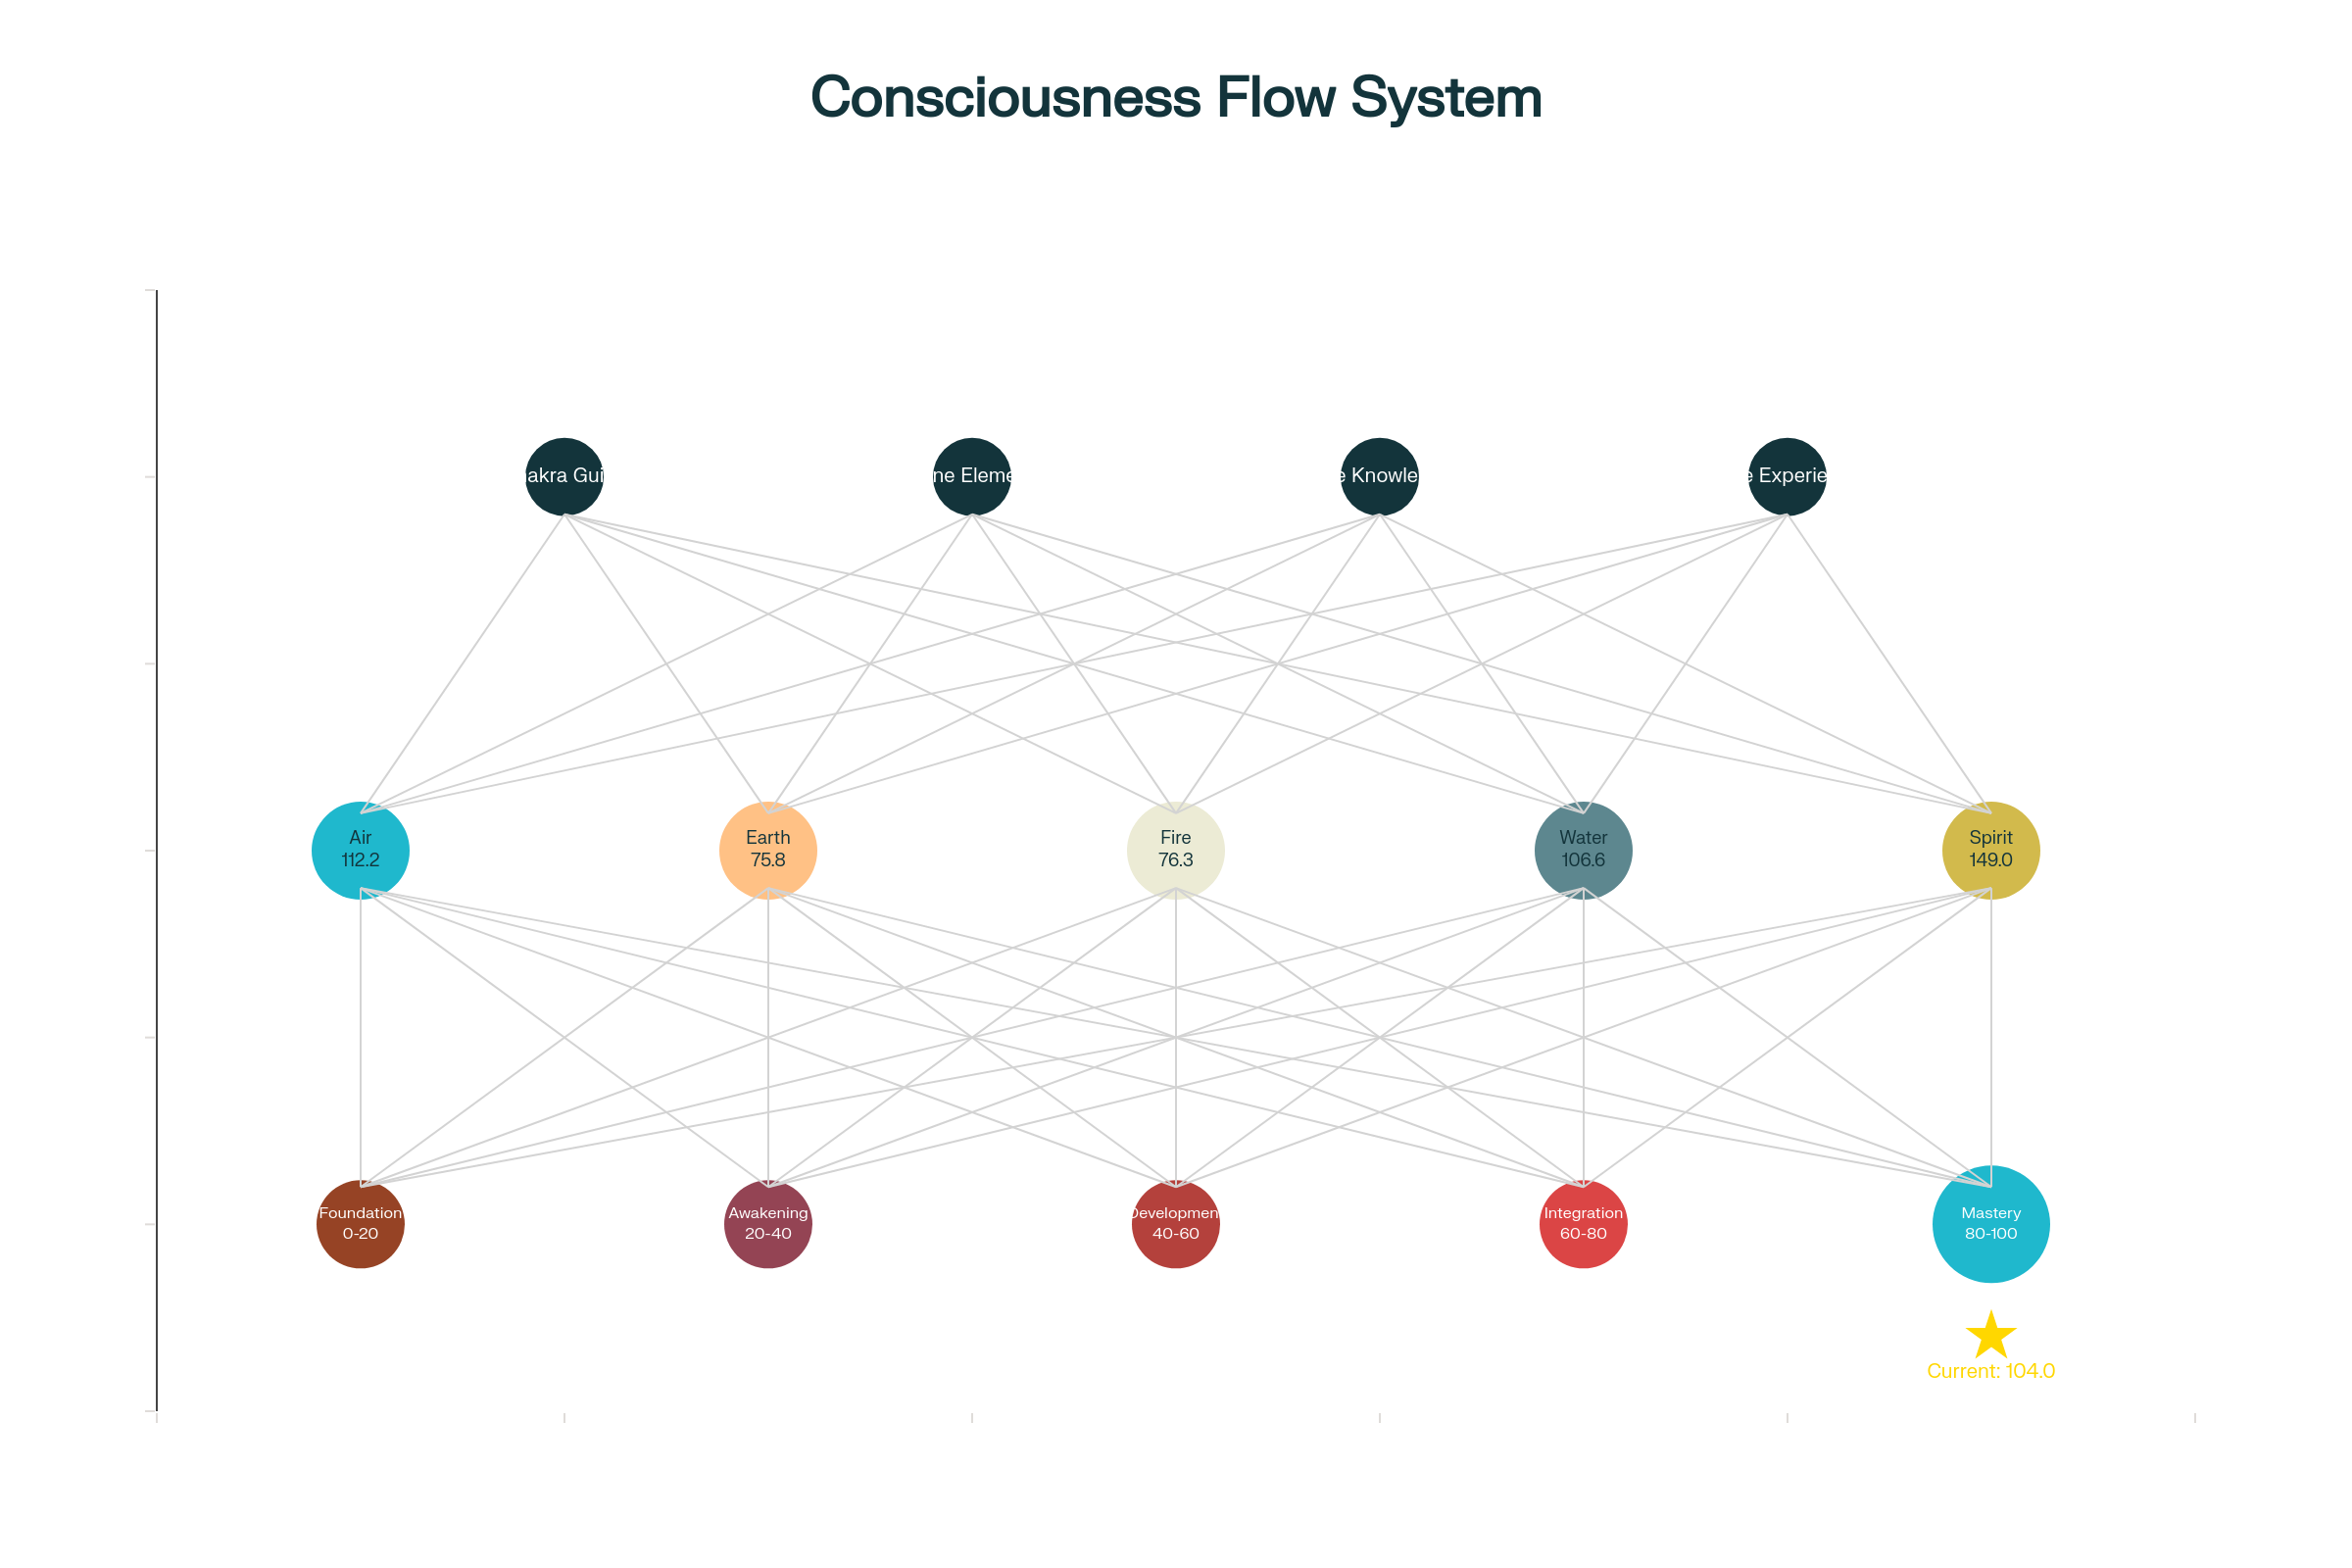 Consciousness Flow System
akra Gui
ne Eleme
e Knowle
e Experie
Air
112.2
Earth
75.8
Fire
76.3
Water
106.6
Spirit
149.0
Foundation
0-20
Awakening
20-40
Developmen
40-60
Integration
60-80
Mastery
80-100
Current: 104.0